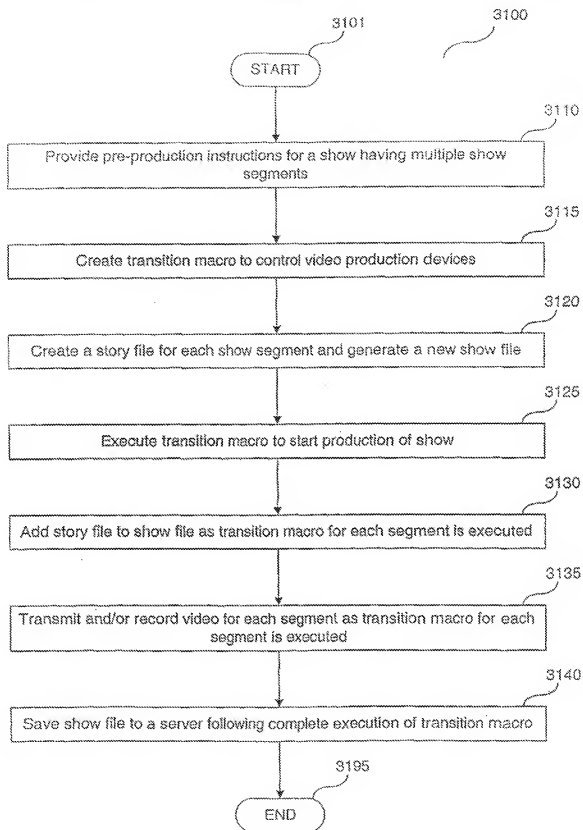 3100
3101
START
3110
Provide pre-production instructions for a show having multiple show
segments
3115
Create transition macro to control video production devices
3120
Create a story file for each show segment and generate a new show file
3125
Execute transition macro to start production of show
3130
Add story file to show file as transition macro for each segment is executed
3135
Transmit and/or record video for each segment as transition macro for each
segment is executed
3140
Save show file to a server following complete execution of transition macro
3195
END